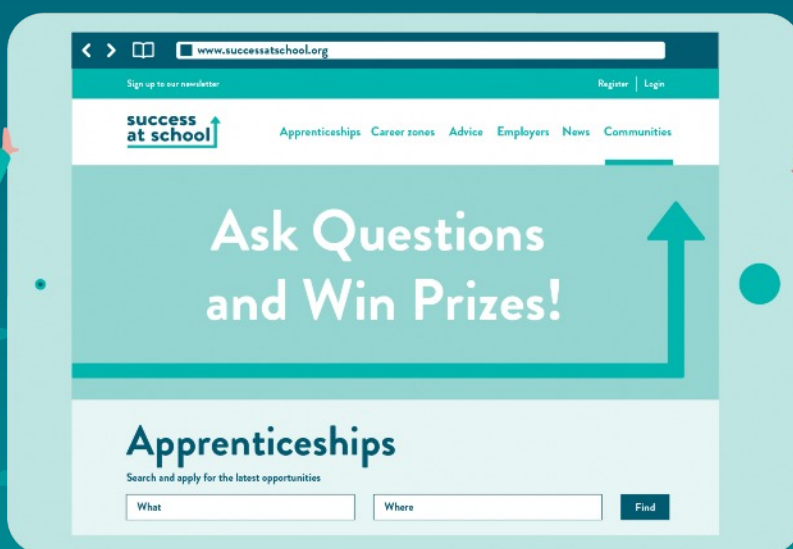 www.successatschool.org
Sign up to our newsletter
Register | Login
success
at school
Apprenticeships Career zones Advice Employers News Communities
Ask Questions
and Win Prizes!
Apprenticeships
Search and apply for the latest opportunities
What
Where
Find